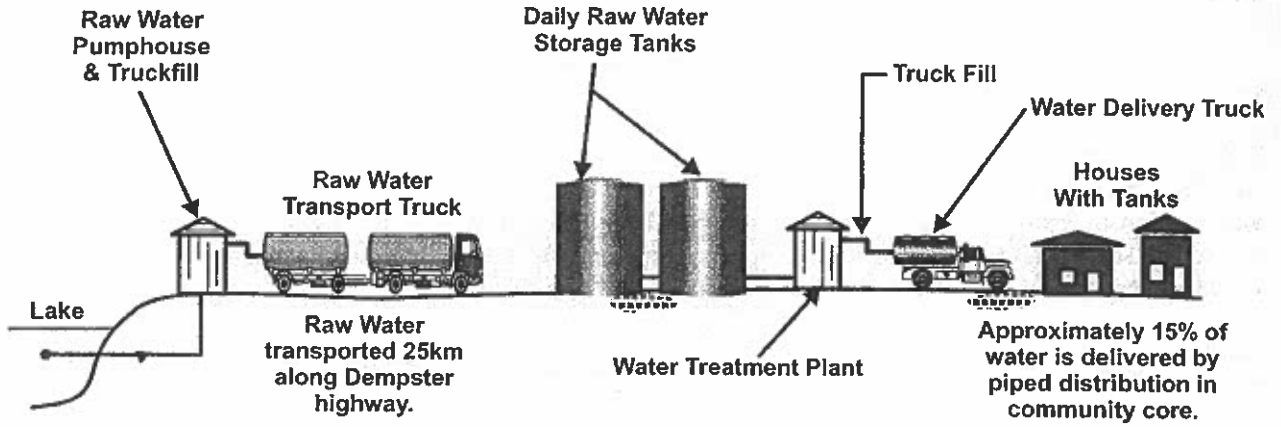 Raw Water
Pumphouse
& Truckfill
Daily Raw Water
Storage Tanks
Truck Fill
Water Delivery Truck
Raw Water
Transport Truck
Houses
With Tanks
Lake
Raw Water
transported 25km
along Dempster
highway.
Water Treatment Plant
Approximately 15% of
water is delivered by
piped distribution in
community core.